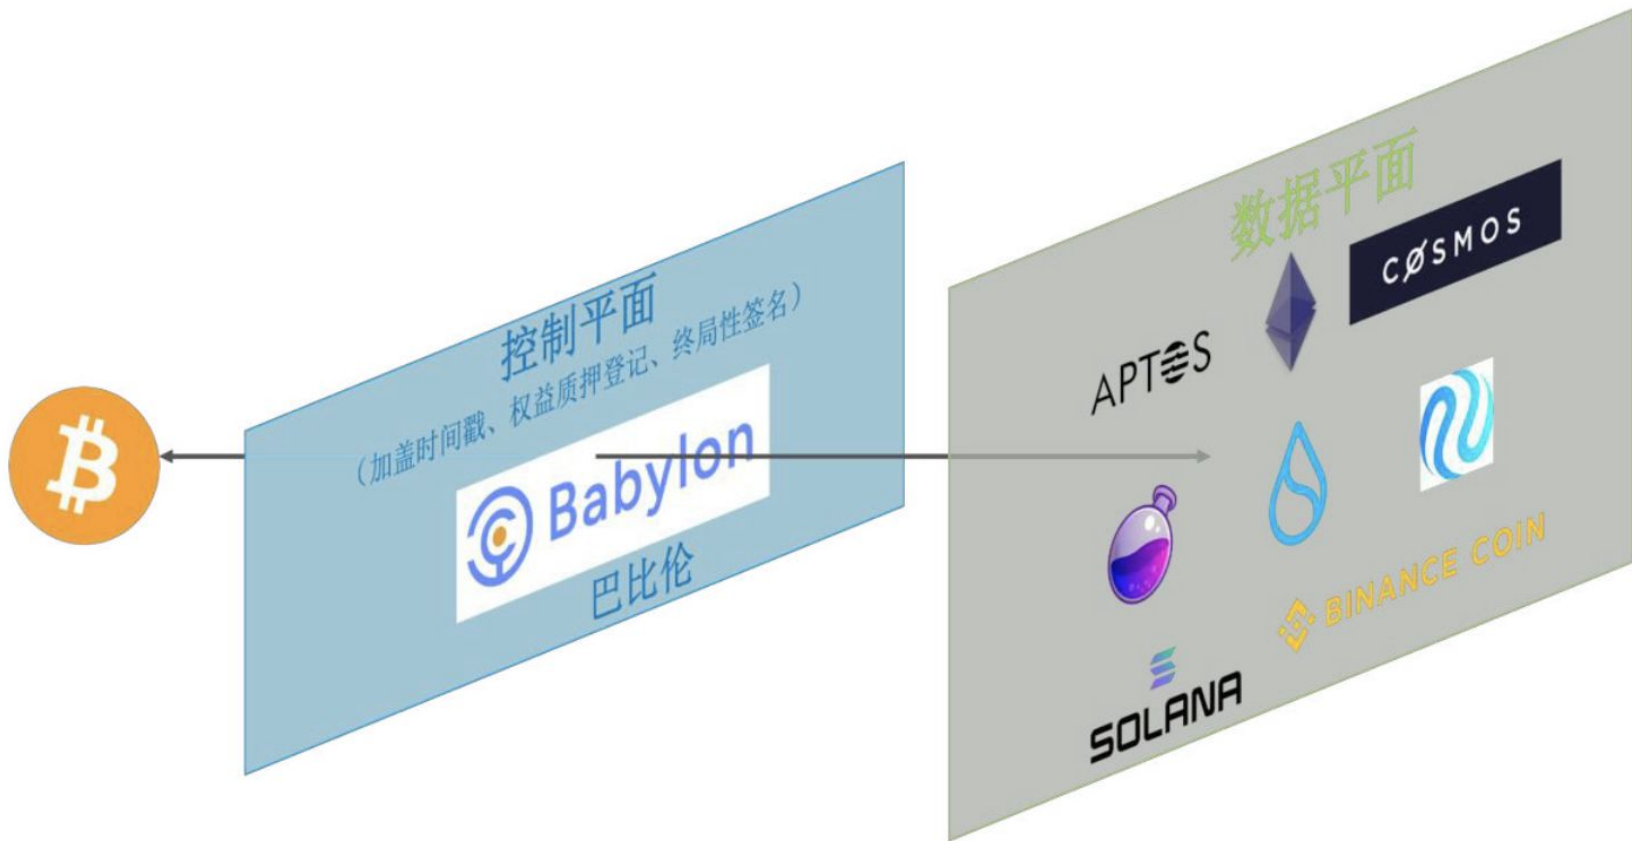 控制平面
（加盖时间戳、权益质押登记、终局性签名）
Babylon
巴比伦
数据平面
COSMOS
APTOS
BINANCE COIN
SOLANA